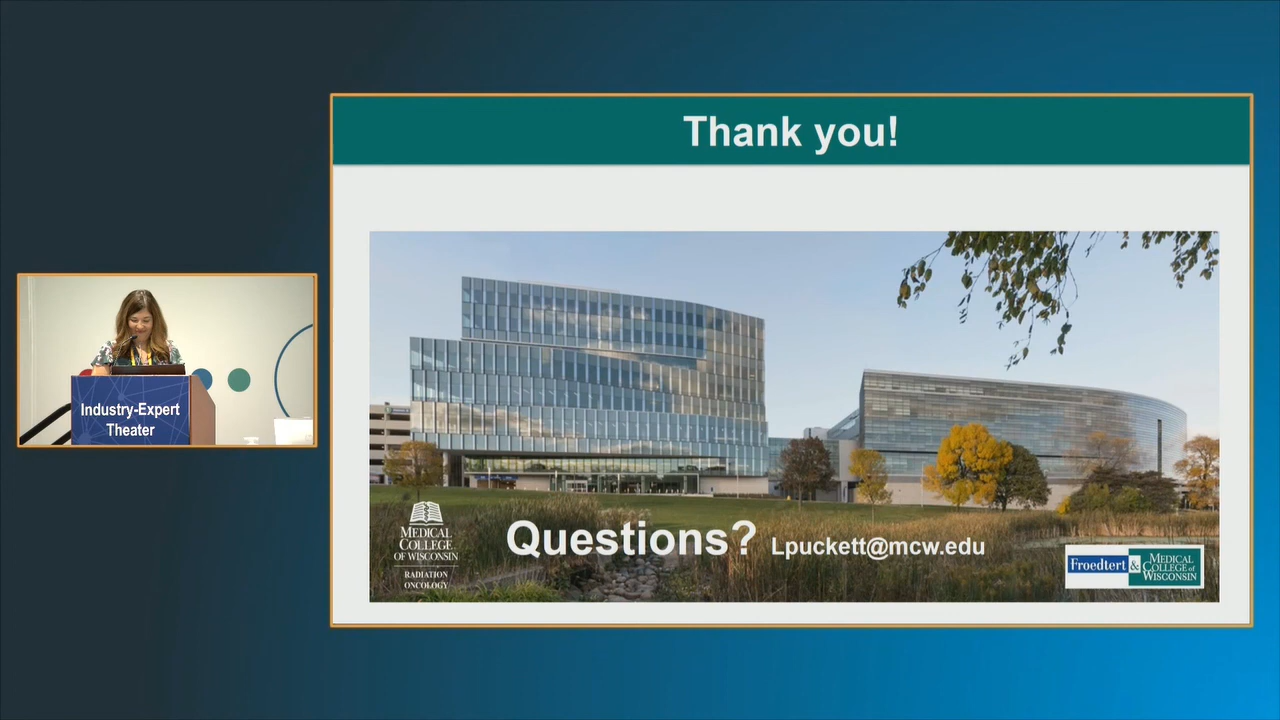 Thank you!
Industry-Expert
Theater
Questions? Lpuckett@mcw.edu
MEDICAL
COLLEGE
OF WISCONSIN
RADIATION
ONCOLOGY
Froedtert & MEDICAL
COLLEGE of
WISCONSIN